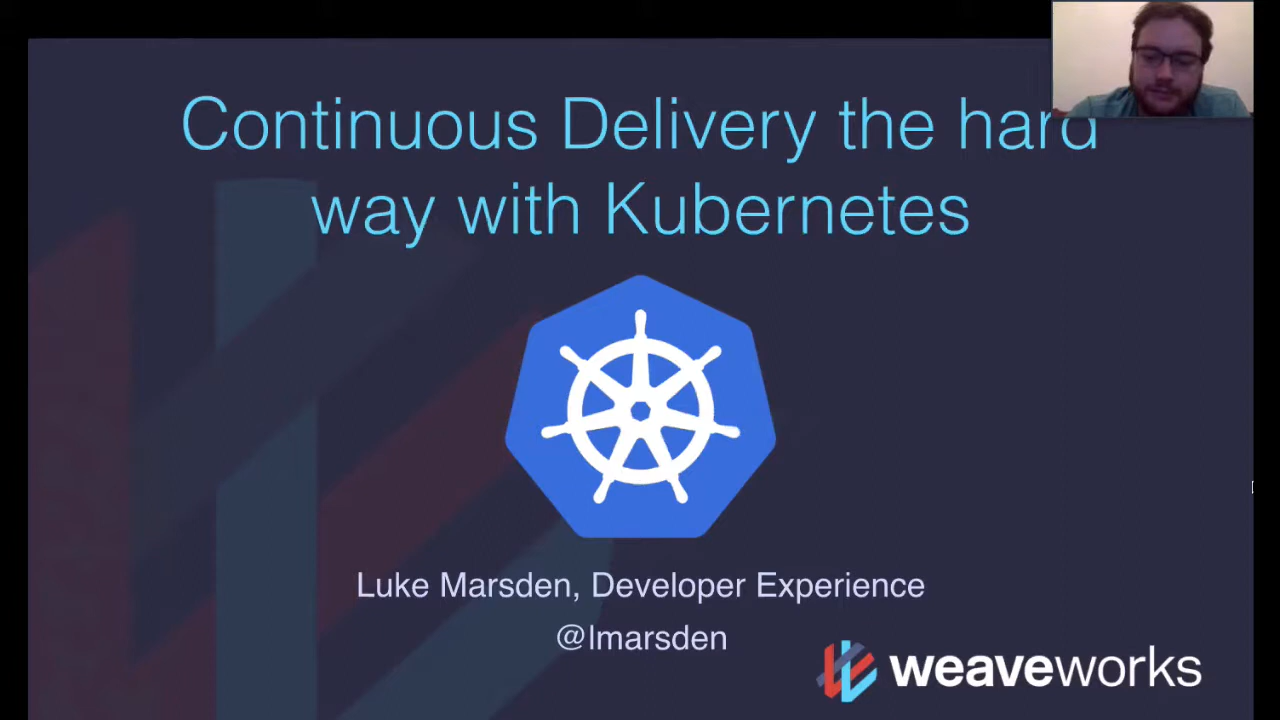 Continuous Delivery the hard
way with Kubernetes
Luke Marsden, Developer Experience
@lmarsden
weaveworks